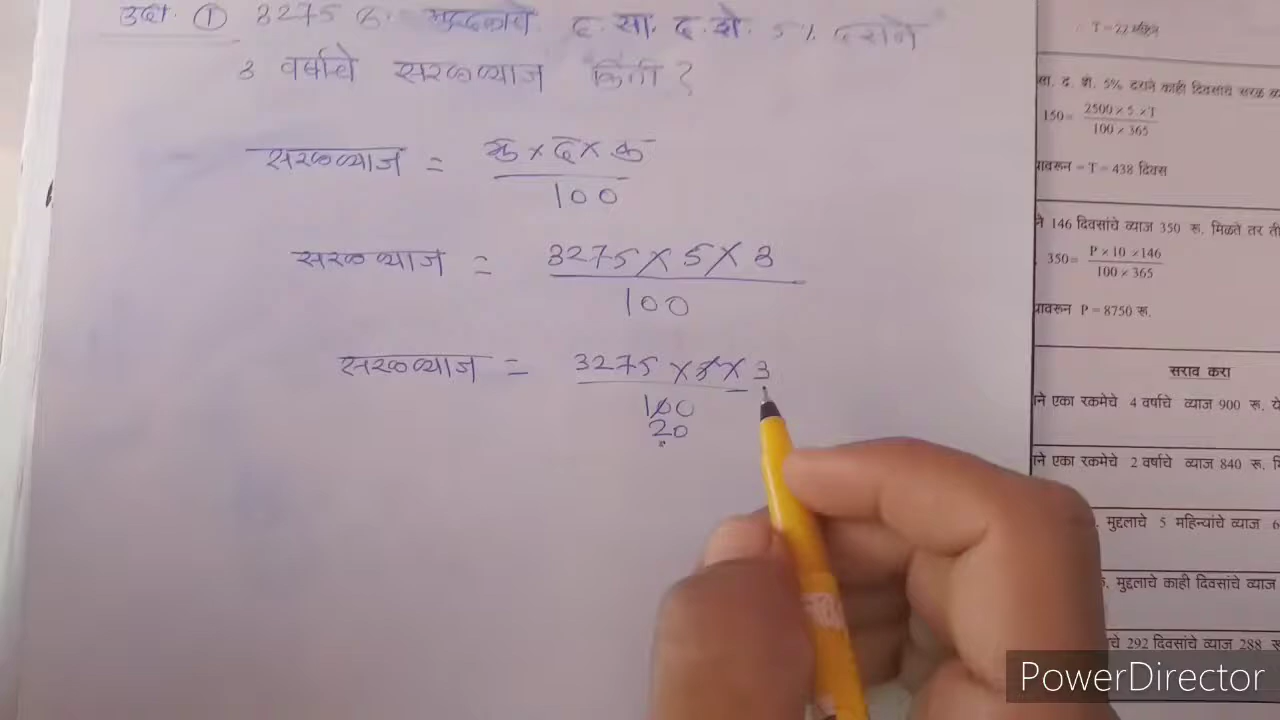 उदा. ① 3275 रु. मुद्दलाचे द. सा. द. शे. 5% दराने
3 वर्षाचे सरळव्याज किती?
सरळव्याज = मु × द × क
100
सरळव्याज = 3275 × 5 × 3
100
सरळव्याज = 3275 × 5 × 3
100
20
T = 22 महिने
सा. द. शे. 5% दराने काही दिवसांचे सरळ
150= 2500 × 5 × T
100 × 365
यावरून = T = 438 दिवस
ने 146 दिवसांचे व्याज 350 रू. मिळते तर ती
350= P × 10 × 146
100 × 365
यावरून P = 8750 रू.
सराव करा
ने एका रकमेचे 4 वर्षाचे व्याज 900 रू.
ने एका रकमेचे 2 वर्षाचे व्याज 840 रू.
मुद्दलाचे 5 महिन्यांचे व्याज 6
मुद्दलाचे काही दिवसांचे व्याज
चे 292 दिवसांचे व्याज 288 रू
PowerDirector